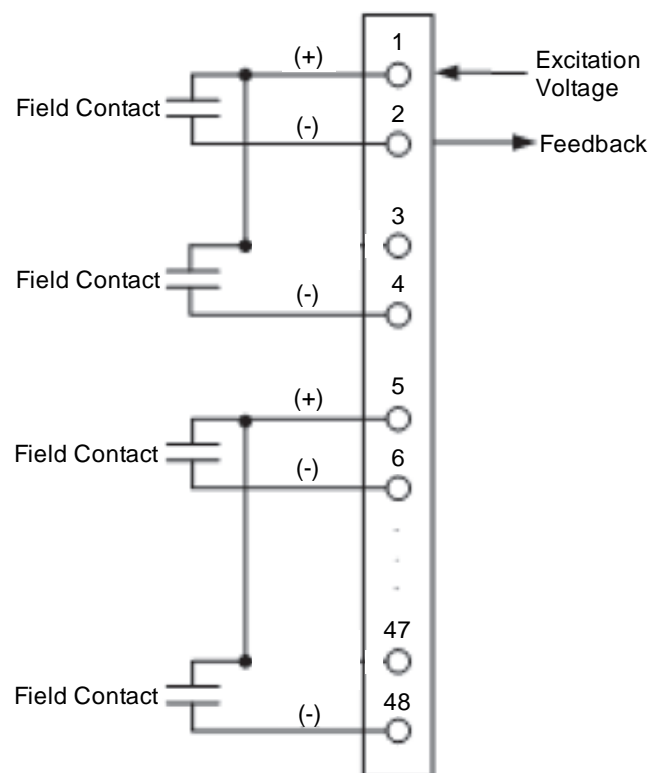 1
(+)
Excitation
Voltage
Field Contact
2
(-)
Feedback
3
Field Contact
4
(-)
5
(+)
Field Contact
6
(-)
47
Field Contact
48
(-)